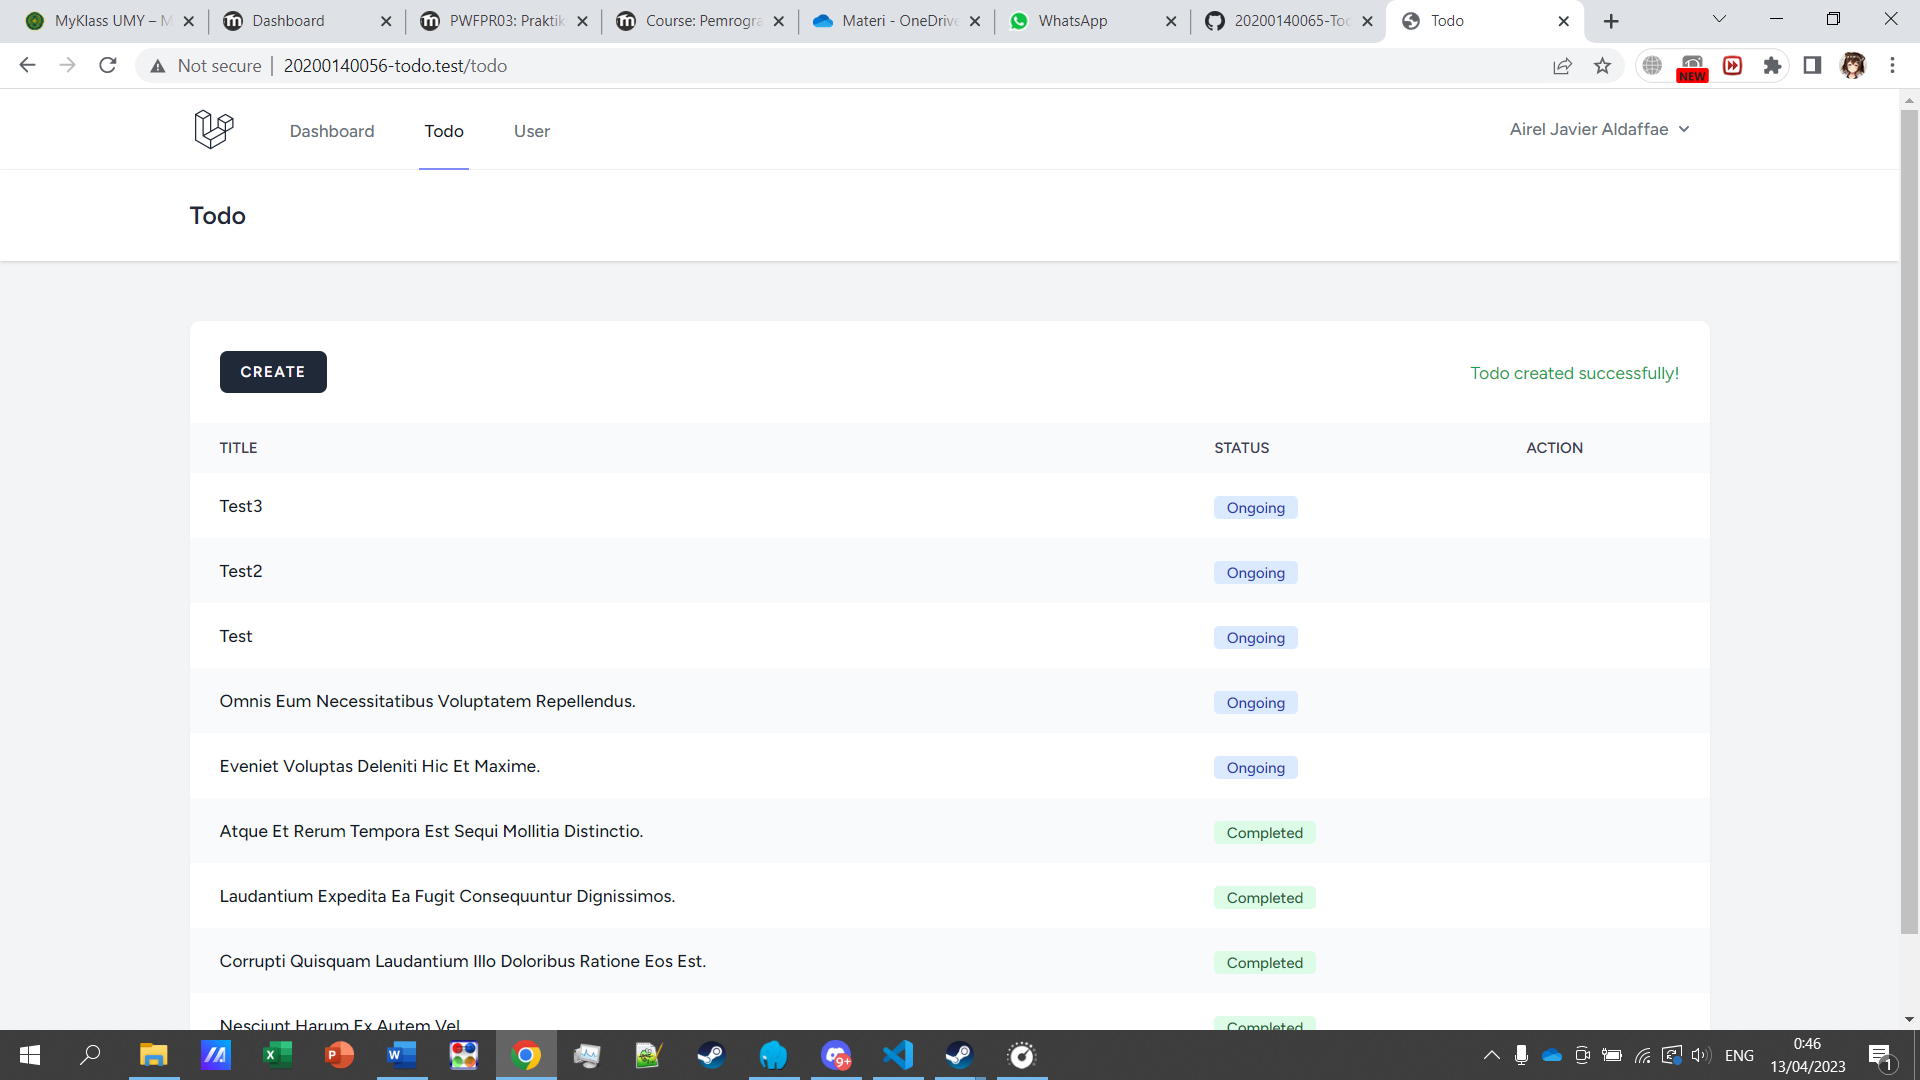 MyKlass UMY – M
Dashboard
PWFPR03: Praktik
Course: Pemrogra
Materi - OneDrive
WhatsApp
20200140065-Too
Todo
Not secure
20200140056-todo.test/todo
NEW
Dashboard
Todo
User
Airel Javier Aldaffae
Todo
CREATE
Todo created successfully!
TITLE
STATUS
ACTION
Test3
Ongoing
Test2
Ongoing
Test
Ongoing
Omnis Eum Necessitatibus Voluptatem Repellendus.
Ongoing
Eveniet Voluptas Deleniti Hic Et Maxime.
Ongoing
Atque Et Rerum Tempora Est Sequi Mollitia Distinctio.
Completed
Laudantium Expedita Ea Fugit Consequuntur Dignissimos.
Completed
Corrupti Quisquam Laudantium Illo Doloribus Ratione Eos Est.
Completed
Nesciunt Harum Ex Autem Vel
Completed
9+
ENG
0:46
13/04/2023
1